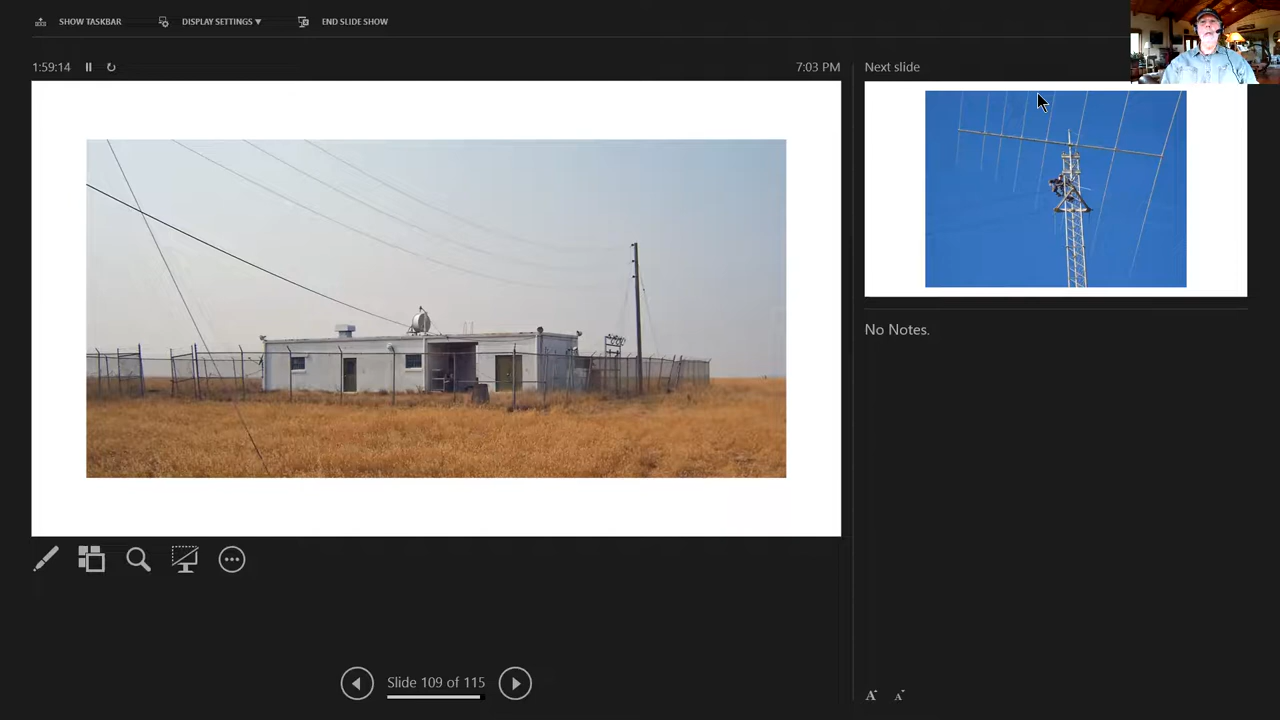 SHOW TASKBAR
DISPLAY SETTINGS ▼
END SLIDE SHOW
1:59:14
7:03 PM
Next slide
No Notes.
Slide 109 of 115
A A